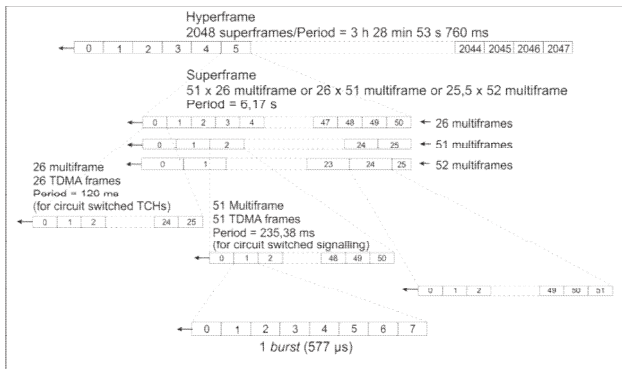 Hyperframe
2048 superframes/Period = 3 h 28 min 53 s 760 ms
0 1 2 3 4 5 2044 2045 2046 2047
Superframe
51 x 26 multiframe or 26 x 51 multiframe or 25,5 x 52 multiframe
Period = 6,17 s
0 1 2 3 4 47 48 49 50 26 multiframes
0 1 2 24 25 51 multiframes
0 1 23 24 25 52 multiframes
26 multiframe
26 TDMA frames
Period = 120 ms
(for circuit switched TCHs)
0 1 2 24 25
51 Multiframe
51 TDMA frames
Period = 235,38 ms
(for circuit switched signalling)
0 1 2 48 49 50
0 1 2 49 50 51
0 1 2 3 4 5 6 7
1 burst (577 µs)